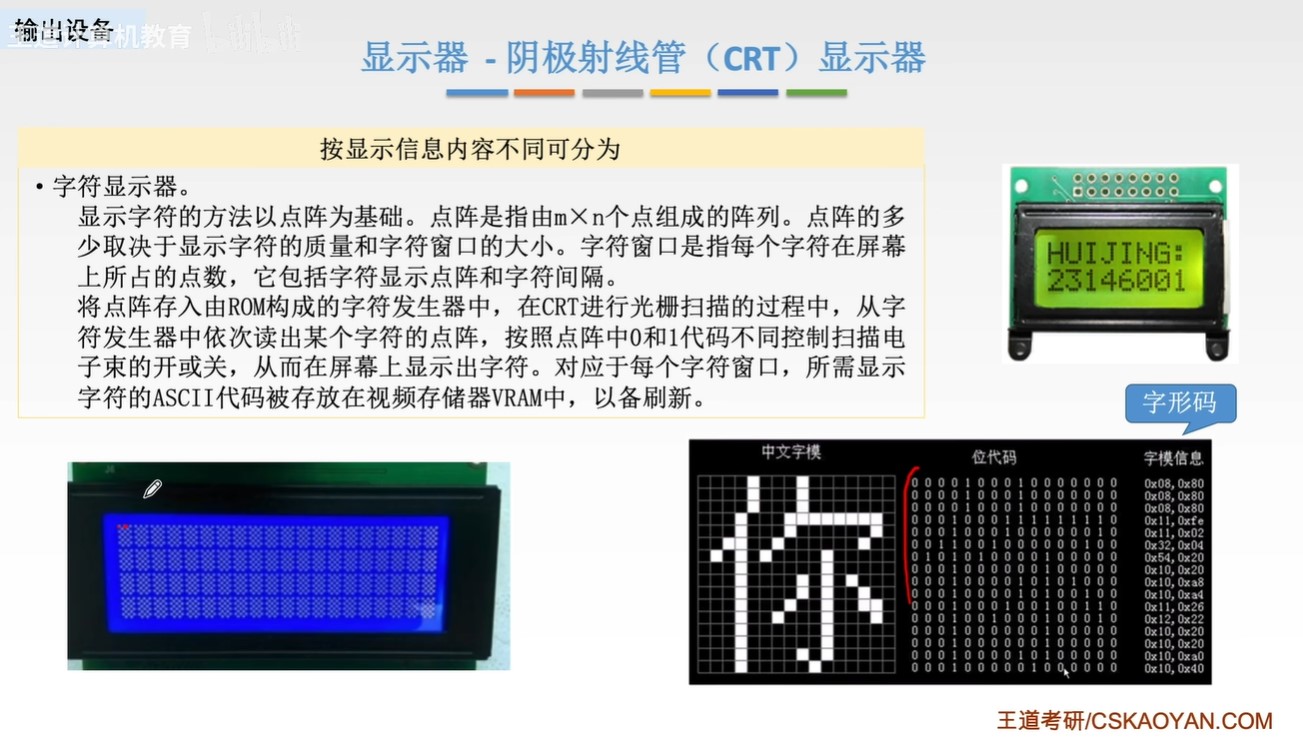 输出设备
王道计算机教育
显示器 - 阴极射线管（CRT）显示器
按显示信息内容不同可分为
• 字符显示器。
显示字符的方法以点阵为基础。点阵是指由m×n个点组成的阵列。点阵的多
少取决于显示字符的质量和字符窗口的大小。字符窗口是指每个字符在屏幕
上所占的点数，它包括字符显示点阵和字符间隔。
将点阵存入由ROM构成的字符发生器中，在CRT进行光栅扫描的过程中，从字
符发生器中依次读出某个字符的点阵，按照点阵中0和1代码不同控制扫描电
子束的开或关，从而在屏幕上显示出字符。对应于每个字符窗口，所需显示
字符的ASCII代码被存放在视频存储器VRAM中，以备刷新。
HUIJING:
23146001
字形码
中文字模 位代码 字模信息
0 0 0 0 1 0 0 0 1 0 0 0 0 0 0 0 0x08,0x80
0 0 0 0 1 0 0 0 1 0 0 0 0 0 0 0 0x08,0x80
0 0 0 0 1 0 0 0 1 0 0 0 0 0 0 0 0x08,0x80
0 0 0 1 0 0 0 1 1 1 1 1 1 1 1 0 0x11,0xfe
0 0 0 1 0 0 0 1 0 0 0 0 0 0 1 0 0x11,0x02
0 0 1 1 0 0 1 0 0 0 0 0 0 1 0 0 0x32,0x04
0 1 0 1 0 1 0 0 0 0 1 0 0 0 0 0 0x54,0x20
0 0 0 1 0 0 0 0 0 0 1 0 0 0 0 0 0x10,0x20
0 0 0 1 0 0 0 0 1 0 1 0 1 0 0 0 0x10,0xa8
0 0 0 1 0 0 0 0 1 0 1 0 0 1 0 0 0x10,0xa4
0 0 0 1 0 0 0 1 0 0 1 0 0 1 1 0 0x11,0x26
0 0 0 1 0 0 1 0 0 0 1 0 0 0 1 0 0x12,0x22
0 0 0 1 0 0 0 0 0 0 1 0 0 0 0 0 0x10,0x20
0 0 0 1 0 0 0 0 0 0 1 0 0 0 0 0 0x10,0x20
0 0 0 1 0 0 0 0 1 0 1 0 0 0 0 0 0x10,0xa0
0 0 0 1 0 0 0 0 0 1 0 0 0 0 0 0 0x10,0x40
王道考研/CSKAOYAN.COM